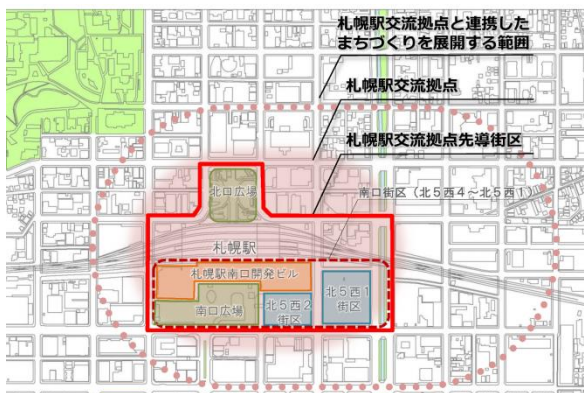 札幌駅交流拠点と連携した
まちづくりを展開する範囲
札幌駅交流拠点
札幌駅交流拠点先導街区
南口街区(北5西4~北5西1)
北口広場
札幌駅
札幌駅南口開発ビル
北5西1
街区
南口広場
北5西2
街区